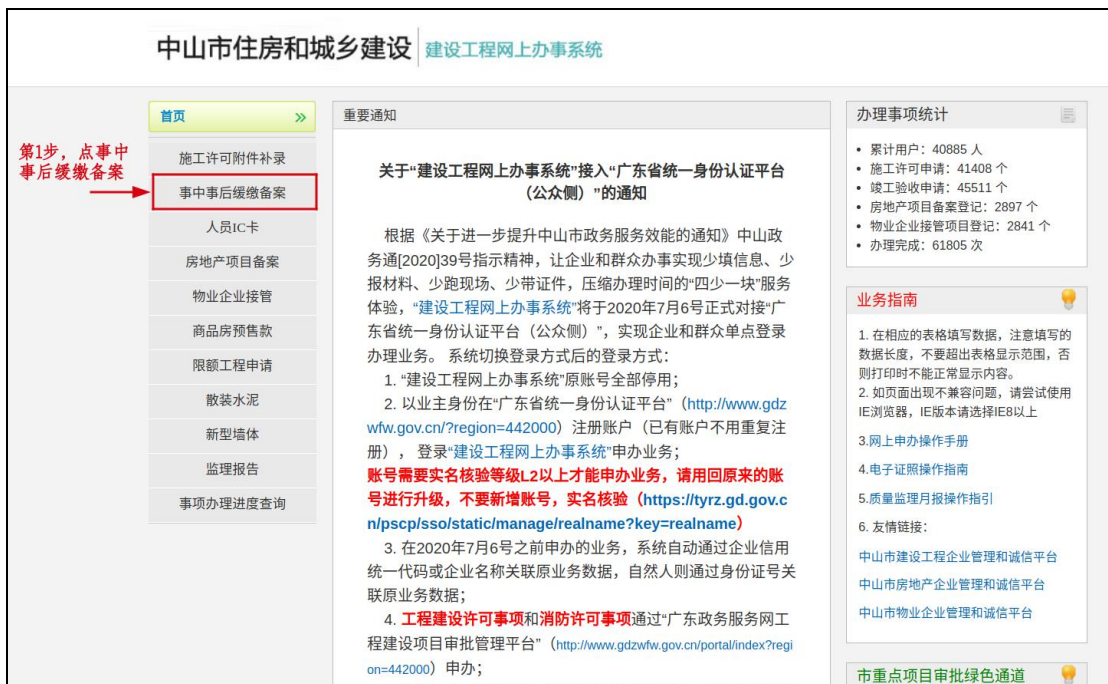 中山市住房和城乡建设 建设工程网上办事系统
首页
第1步，点事中
事后缓缴备案
施工许可附件补录
事中事后缓缴备案
人员IC卡
房地产项目备案
物业企业接管
商品房预售款
限额工程申请
散装水泥
新型墙体
监理报告
事项办理进度查询
重要通知
关于“建设工程网上办事系统”接入“广东省统一身份认证平台
（公众侧）”的通知
根据《关于进一步提升中山市政务服务效能的通知》中山政
务通[2020]39号指示精神，让企业和群众办事实现少填信息、少
报材料、少跑现场、少带证件，压缩办理时间的“四少一块”服务
体验，“建设工程网上办事系统”将于2020年7月6号正式对接“广
东省统一身份认证平台（公众侧）”，实现企业和群众单点登录
办理业务。 系统切换登录方式后的登录方式：
1. “建设工程网上办事系统”原账号全部停用；
2. 以业主身份在“广东省统一身份认证平台”（http://www.gdz
wfw.gov.cn/?region=442000）注册账户（已有账户不用重复注
册）， 登录“建设工程网上办事系统”申办业务；
账号需要实名核验等级L2以上才能申办业务，请用回原来的账
号进行升级，不要新增账号，实名核验（https://tyrz.gd.gov.c
n/pscp/sso/static/manage/realname?key=realname）
3. 在2020年7月6号之前申办的业务，系统自动通过企业信用
统一代码或企业名称关联原业务数据，自然人则通过身份证号关
联原业务数据；
4. 工程建设许可事项和消防许可事项通过“广东政务服务网工
程建设项目审批管理平台”（http://www.gdzwfw.gov.cn/portal/index?regi
on=442000）申办；
办理事项统计
• 累计用户：40885 人
• 施工许可申请：41408 个
• 竣工验收申请：45511 个
• 房地产项目备案登记：2897 个
• 物业企业接管项目登记：2841 个
• 办理完成：61805 次
业务指南
1. 在相应的表格填写数据，注意填写的
数据长度，不要超出表格显示范围，否
则打印时不能正常显示内容。
2. 如页面出现不兼容问题，请尝试使用
IE浏览器，IE版本请选择IE8以上
3.网上申办操作手册
4.电子证照操作指南
5.质量监理月报操作指引
6. 友情链接：
中山市建设工程企业管理和诚信平台
中山市房地产企业管理和诚信平台
中山市物业企业管理和诚信平台
市重点项目审批绿色通道